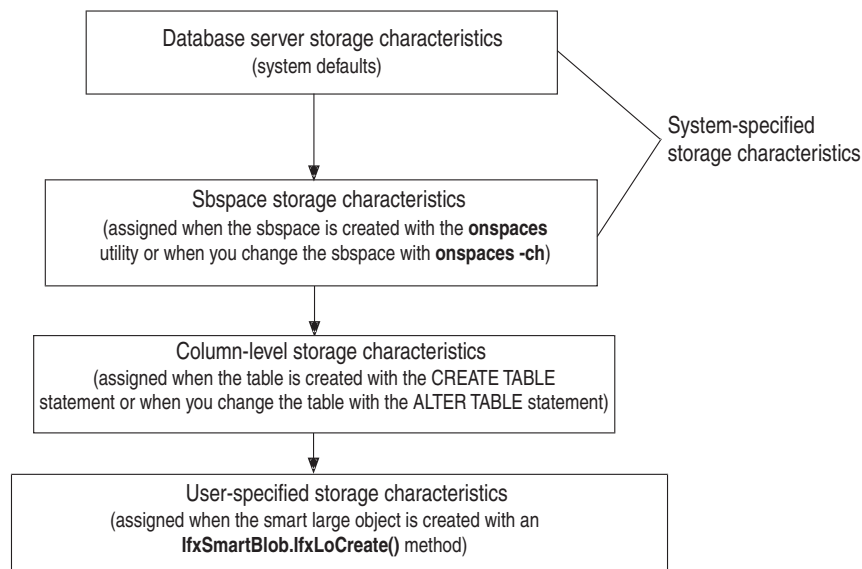 Database server storage characteristics
(system defaults)
System-specified
storage characteristics
Sbspace storage characteristics
(assigned when the sbspace is created with the onspaces
utility or when you change the sbspace with onspaces -ch)
Column-level storage characteristics
(assigned when the table is created with the CREATE TABLE
statement or when you change the table with the ALTER TABLE statement)
User-specified storage characteristics
(assigned when the smart large object is created with an
IfxSmartBlob.IfxLoCreate() method)